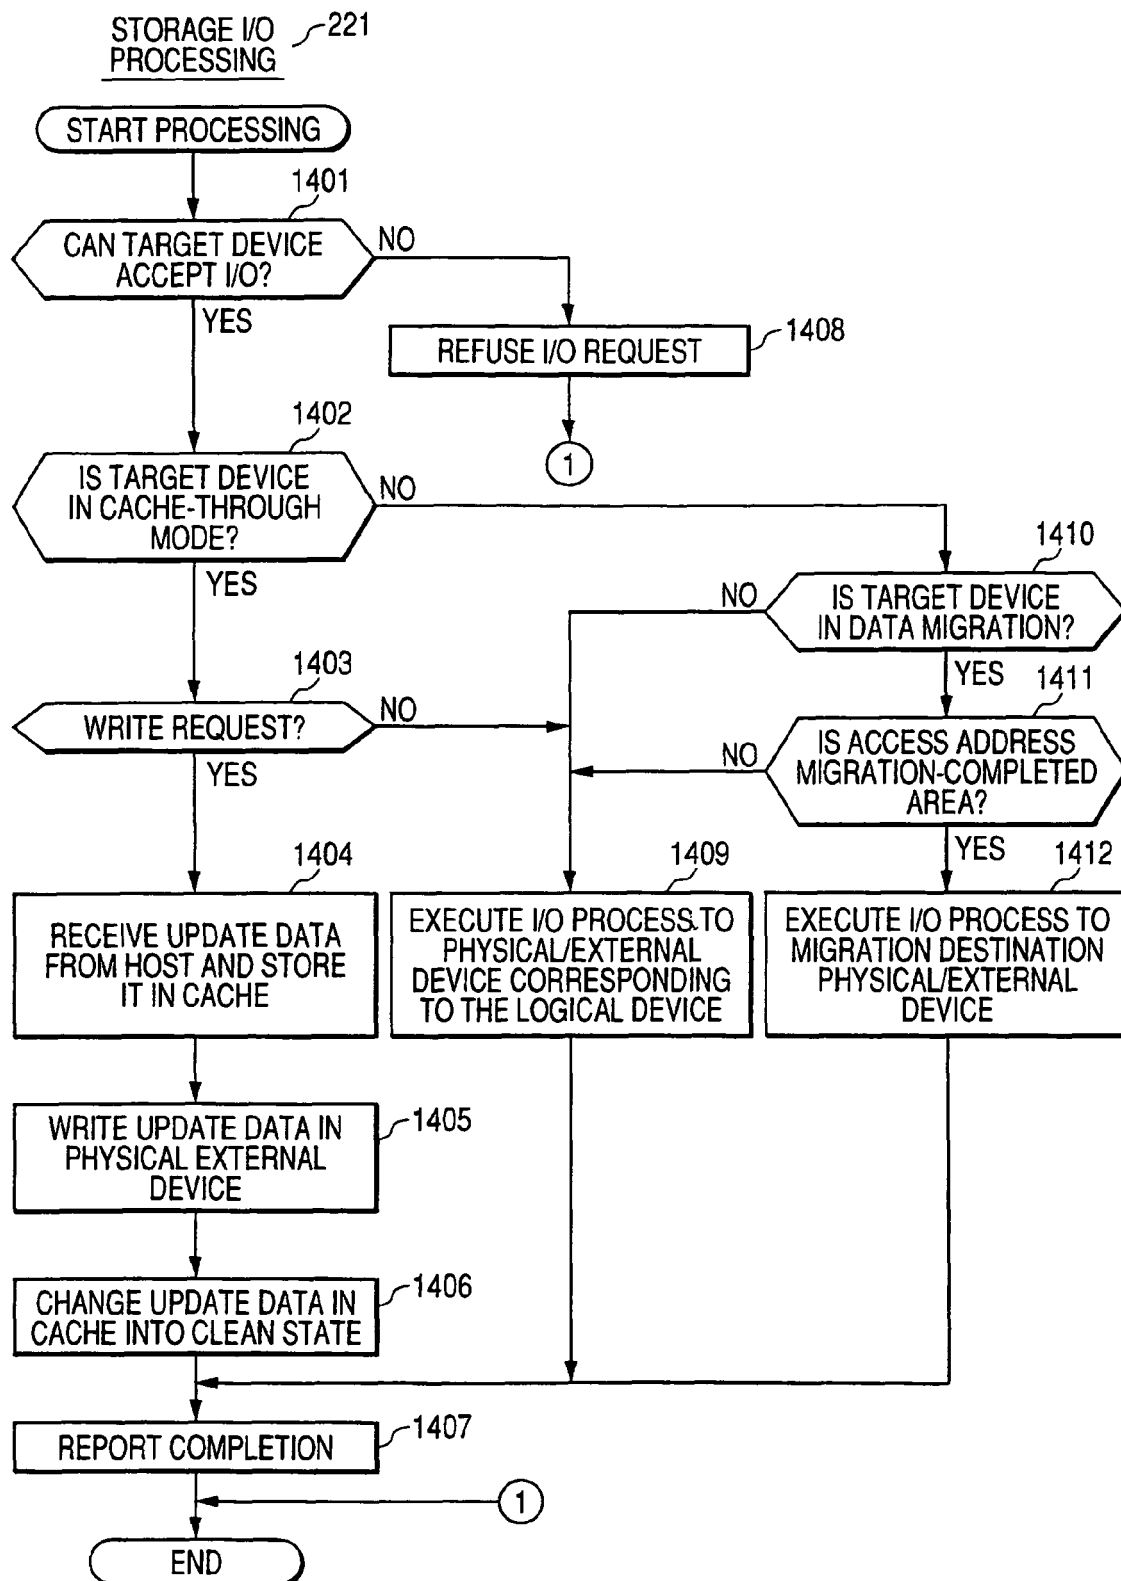 STORAGE I/O
PROCESSING
221
START PROCESSING
1401
CAN TARGET DEVICE
ACCEPT I/O?
NO
YES
REFUSE I/O REQUEST
1408
1
1402
IS TARGET DEVICE
IN CACHE-THROUGH
MODE?
NO
YES
1410
IS TARGET DEVICE
IN DATA MIGRATION?
NO
YES
1403
WRITE REQUEST?
NO
YES
1411
IS ACCESS ADDRESS
MIGRATION-COMPLETED
AREA?
NO
YES
1404
RECEIVE UPDATE DATA
FROM HOST AND STORE
IT IN CACHE
1409
EXECUTE I/O PROCESS TO
PHYSICAL/EXTERNAL
DEVICE CORRESPONDING
TO THE LOGICAL DEVICE
1412
EXECUTE I/O PROCESS TO
MIGRATION DESTINATION
PHYSICAL/EXTERNAL
DEVICE
WRITE UPDATE DATA IN
PHYSICAL EXTERNAL
DEVICE
1405
CHANGE UPDATE DATA IN
CACHE INTO CLEAN STATE
1406
REPORT COMPLETION
1407
1
END